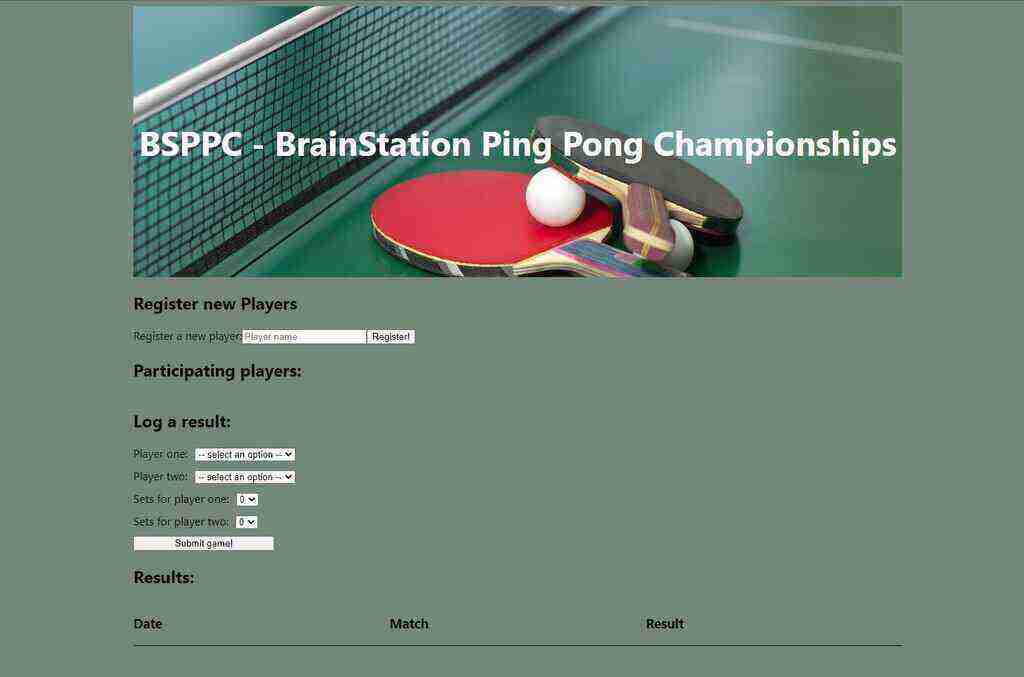 BSPPC - BrainStation Ping Pong Championships
Register new Players
Register a new player: Player name Register!
Participating players:
Log a result:
Player one: -- select an option --
Player two: -- select an option --
Sets for player one: 0
Sets for player two: 0
Submit game!
Results:
Date Match Result